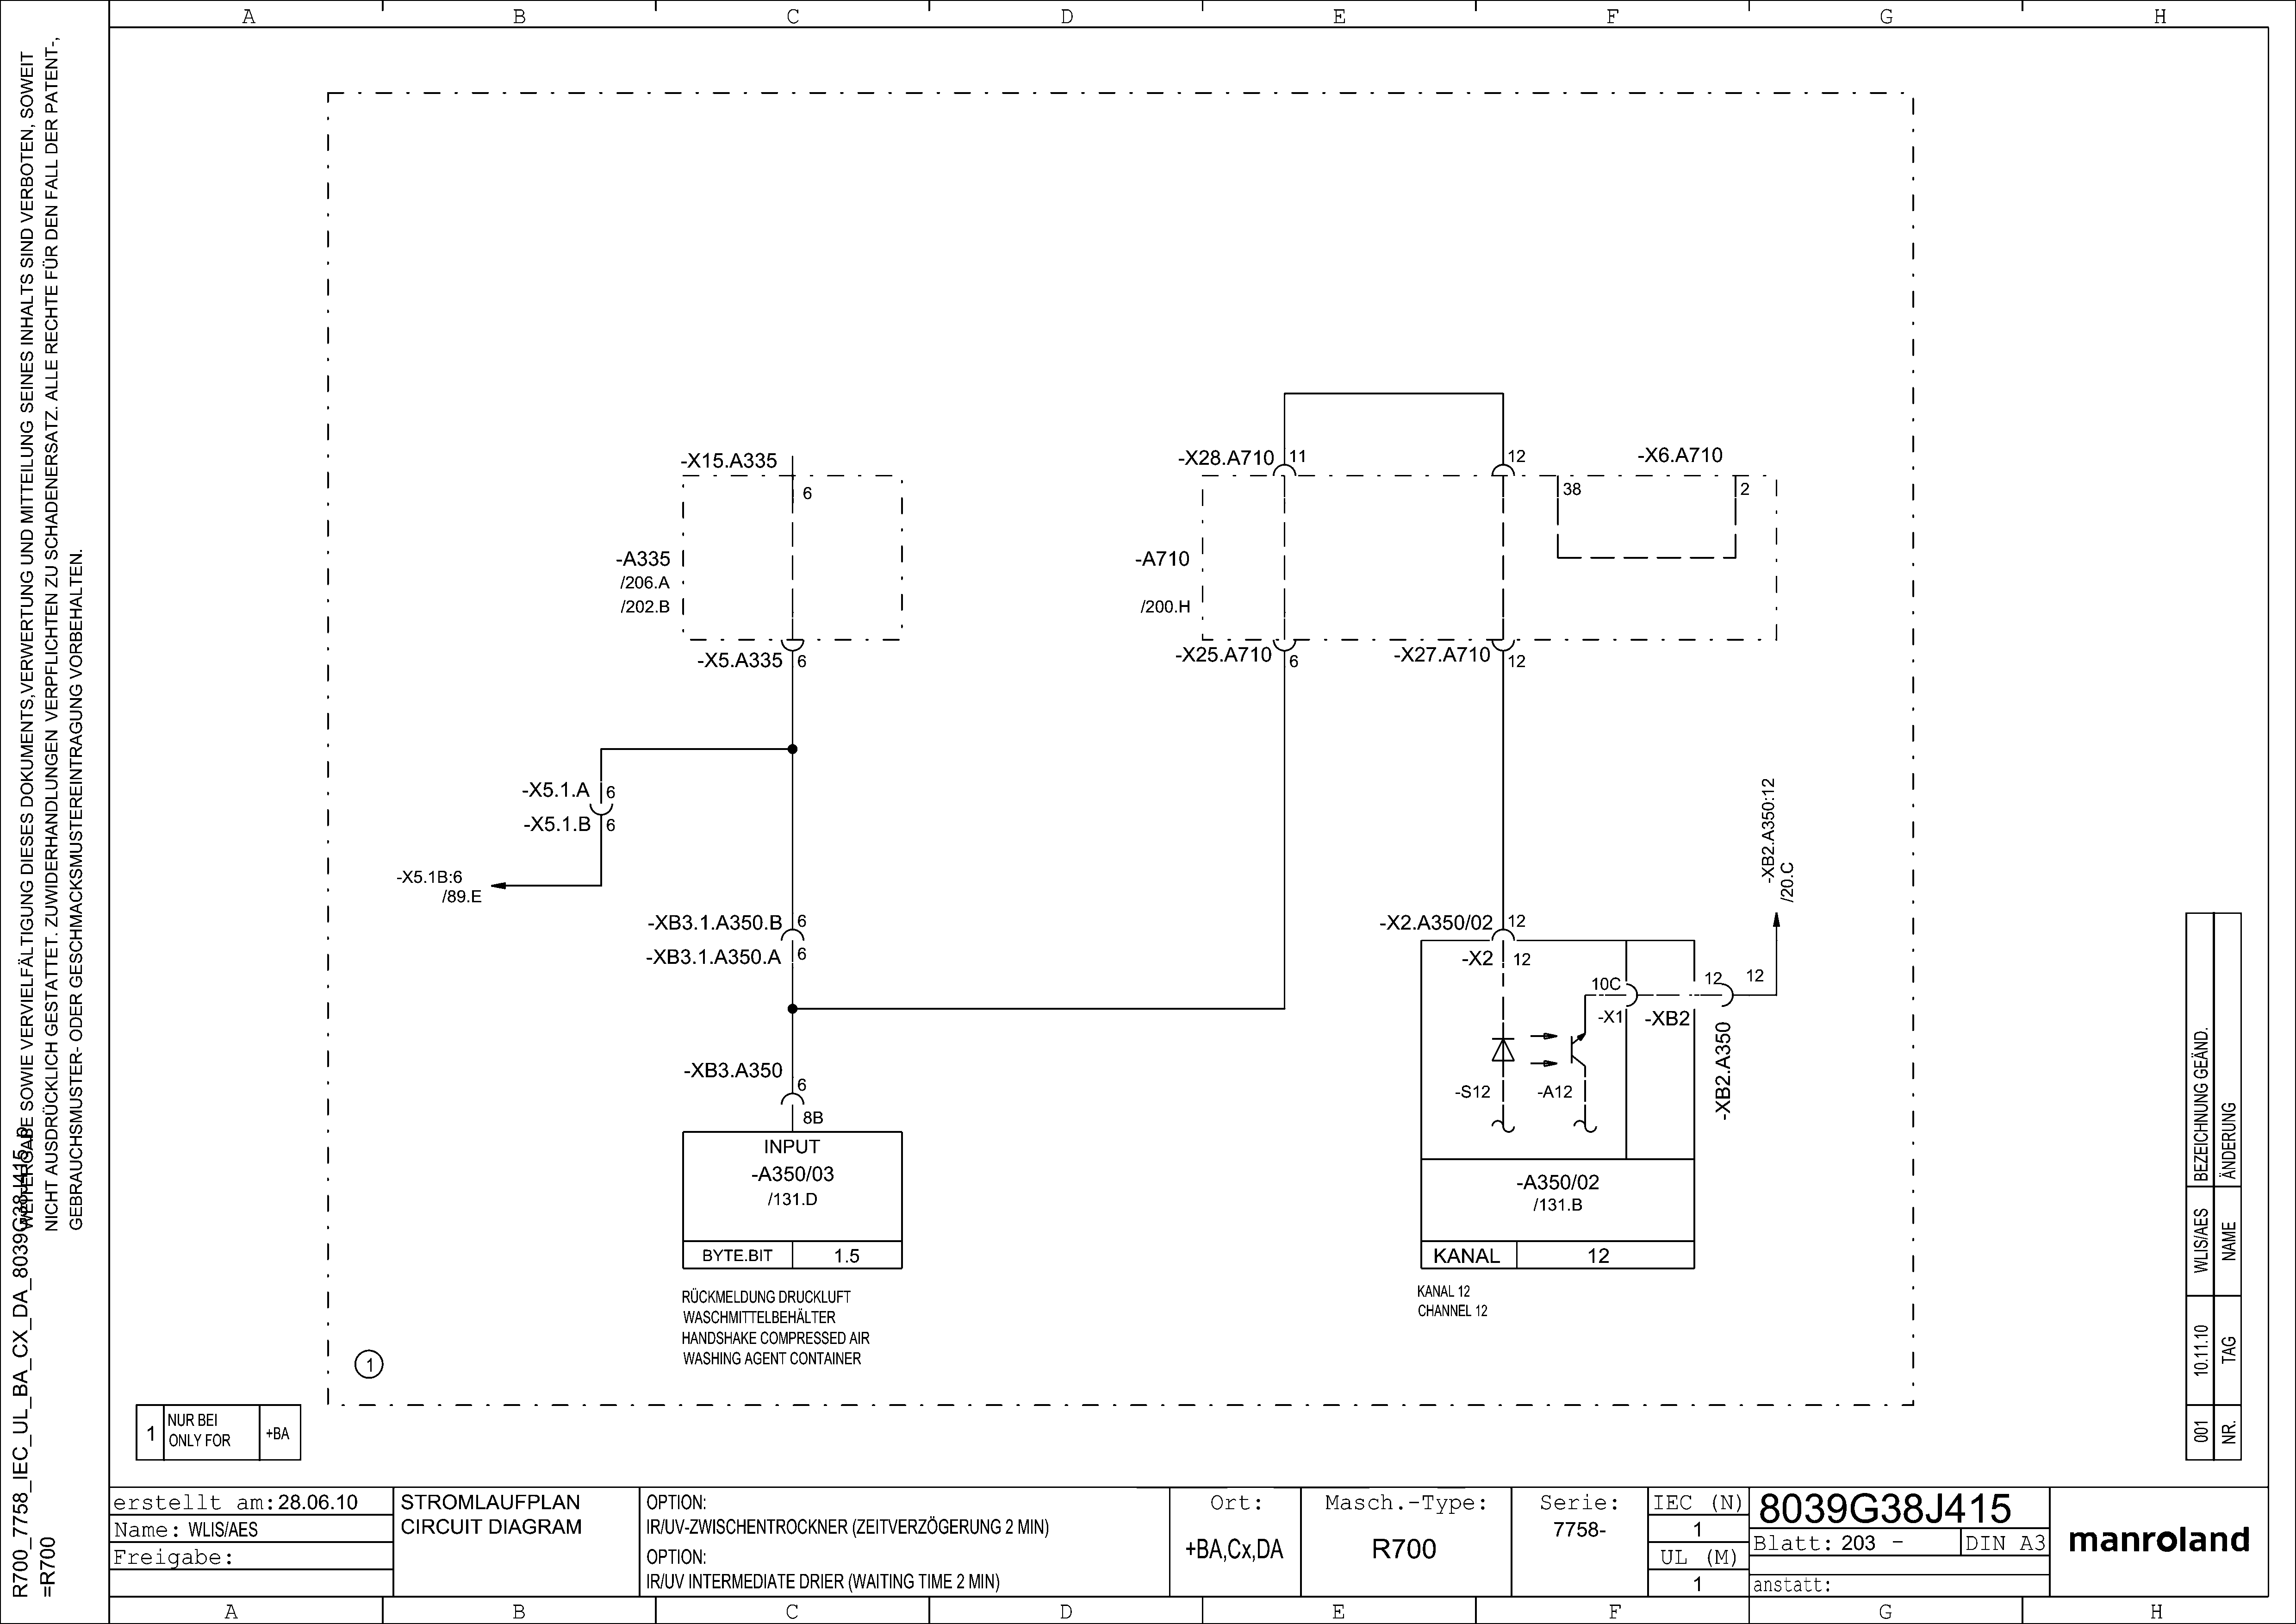 A B C D E F G H
WEITERGABE SOWIE VERVIELFÄLTIGUNG DIESES DOKUMENTS,VERWERTUNG UND MITTEILUNG SEINES INHALTS SIND VERBOTEN, SOWEIT
NICHT AUSDRÜCKLICH GESTATTET. ZUWIDERHANDLUNGEN VERPFLICHTEN ZU SCHADENERSATZ. ALLE RECHTE FÜR DEN FALL DER PATENT-,
GEBRAUCHSMUSTER- ODER GESCHMACKSMUSTEREINTRAGUNG VORBEHALTEN.
R700_7758_IEC_UL_BA_CX_DA_8039G38J415_p
=R700
-X15.A335
6
-A335
/206.A
/202.B
-X5.A335 6
-X5.1.A 6
-X5.1.B 6
-X5.1B:6
/89.E
-XB3.1.A350.B 6
-XB3.1.A350.A 6
-XB3.A350
6
8B
INPUT
-A350/03
/131.D
BYTE.BIT 1.5
RÜCKMELDUNG DRUCKLUFT
WASCHMITTELBEHÄLTER
HANDSHAKE COMPRESSED AIR
WASHING AGENT CONTAINER
-X28.A710 11
12
-X6.A710
38
2
-A710
/200.H
-X25.A710 6
-X27.A710 12
-XB2.A350:12
/20.C
-X2.A350/02 12
-X2 12
10C
12 12
-X1 -XB2
-XB2.A350
-S12 -A12
-A350/02
/131.B
KANAL 12
KANAL 12
CHANNEL 12
1
1 NUR BEI
ONLY FOR
+BA
001 10.11.10 WLIS/AES BEZEICHNUNG GEÄND.
NR. TAG NAME ÄNDERUNG
erstellt am: 28.06.10
Name: WLIS/AES
Freigabe:
STROMLAUFPLAN
CIRCUIT DIAGRAM
OPTION:
IR/UV-ZWISCHENTROCKNER (ZEITVERZÖGERUNG 2 MIN)
OPTION:
IR/UV INTERMEDIATE DRIER (WAITING TIME 2 MIN)
Ort:
+BA,Cx,DA
Masch.-Type:
R700
Serie:
7758-
IEC (N)
1
UL (M)
1
8039G38J415
Blatt: 203 -
DIN A3
anstatt:
manroland
A B C D E F G H